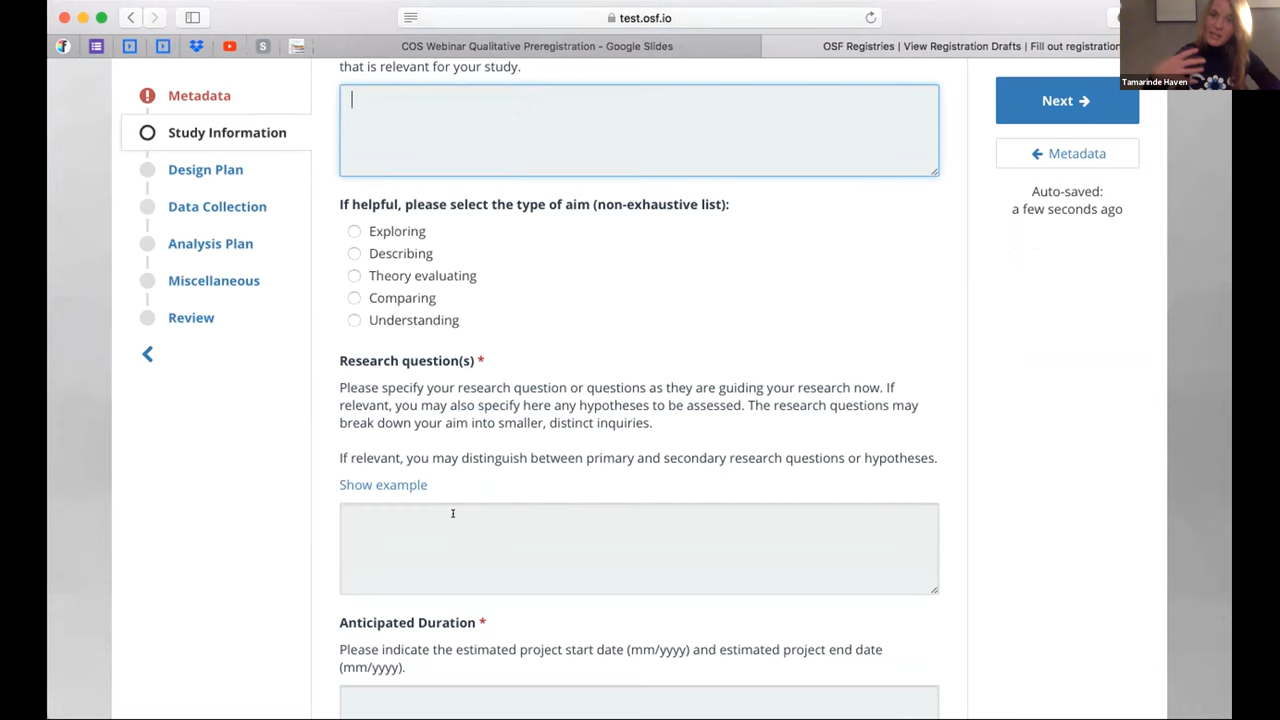 test.osf.io
COS Webinar Qualitative Preregistration – Google Slides
OSF Registries | View Registration Drafts | Fill out registration
Tamarinde Haven
that is relevant for your study.
Metadata
Study Information
Design Plan
Data Collection
Analysis Plan
Miscellaneous
Review
If helpful, please select the type of aim (non-exhaustive list):
Exploring
Describing
Theory evaluating
Comparing
Understanding
Research question(s) *
Please specify your research question or questions as they are guiding your research now. If
relevant, you may also specify here any hypotheses to be assessed. The research questions may
break down your aim into smaller, distinct inquiries.
If relevant, you may distinguish between primary and secondary research questions or hypotheses.
Show example
Anticipated Duration *
Please indicate the estimated project start date (mm/yyyy) and estimated project end date
(mm/yyyy).
Next
Metadata
Auto-saved:
a few seconds ago